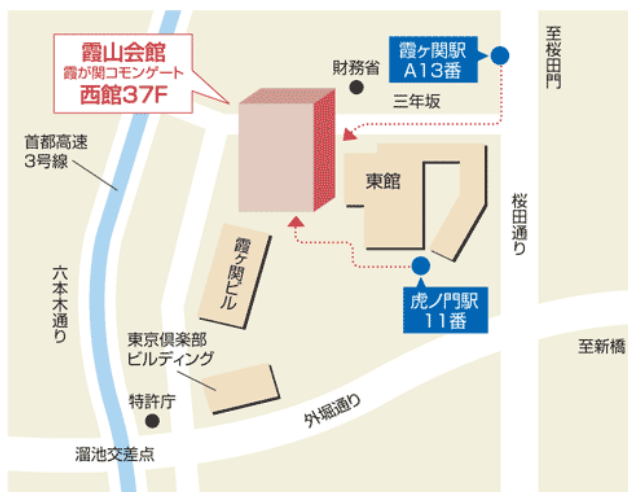 霞山会館
霞が関コモンゲート
西館37F
財務省
霞ヶ関駅
A13番
至桜田門
三年坂
首都高速
3号線
東館
桜田通り
霞ヶ関ビル
六本木通り
虎ノ門駅
11番
東京倶楽部
ビルディング
至新橋
特許庁
外堀通り
溜池交差点